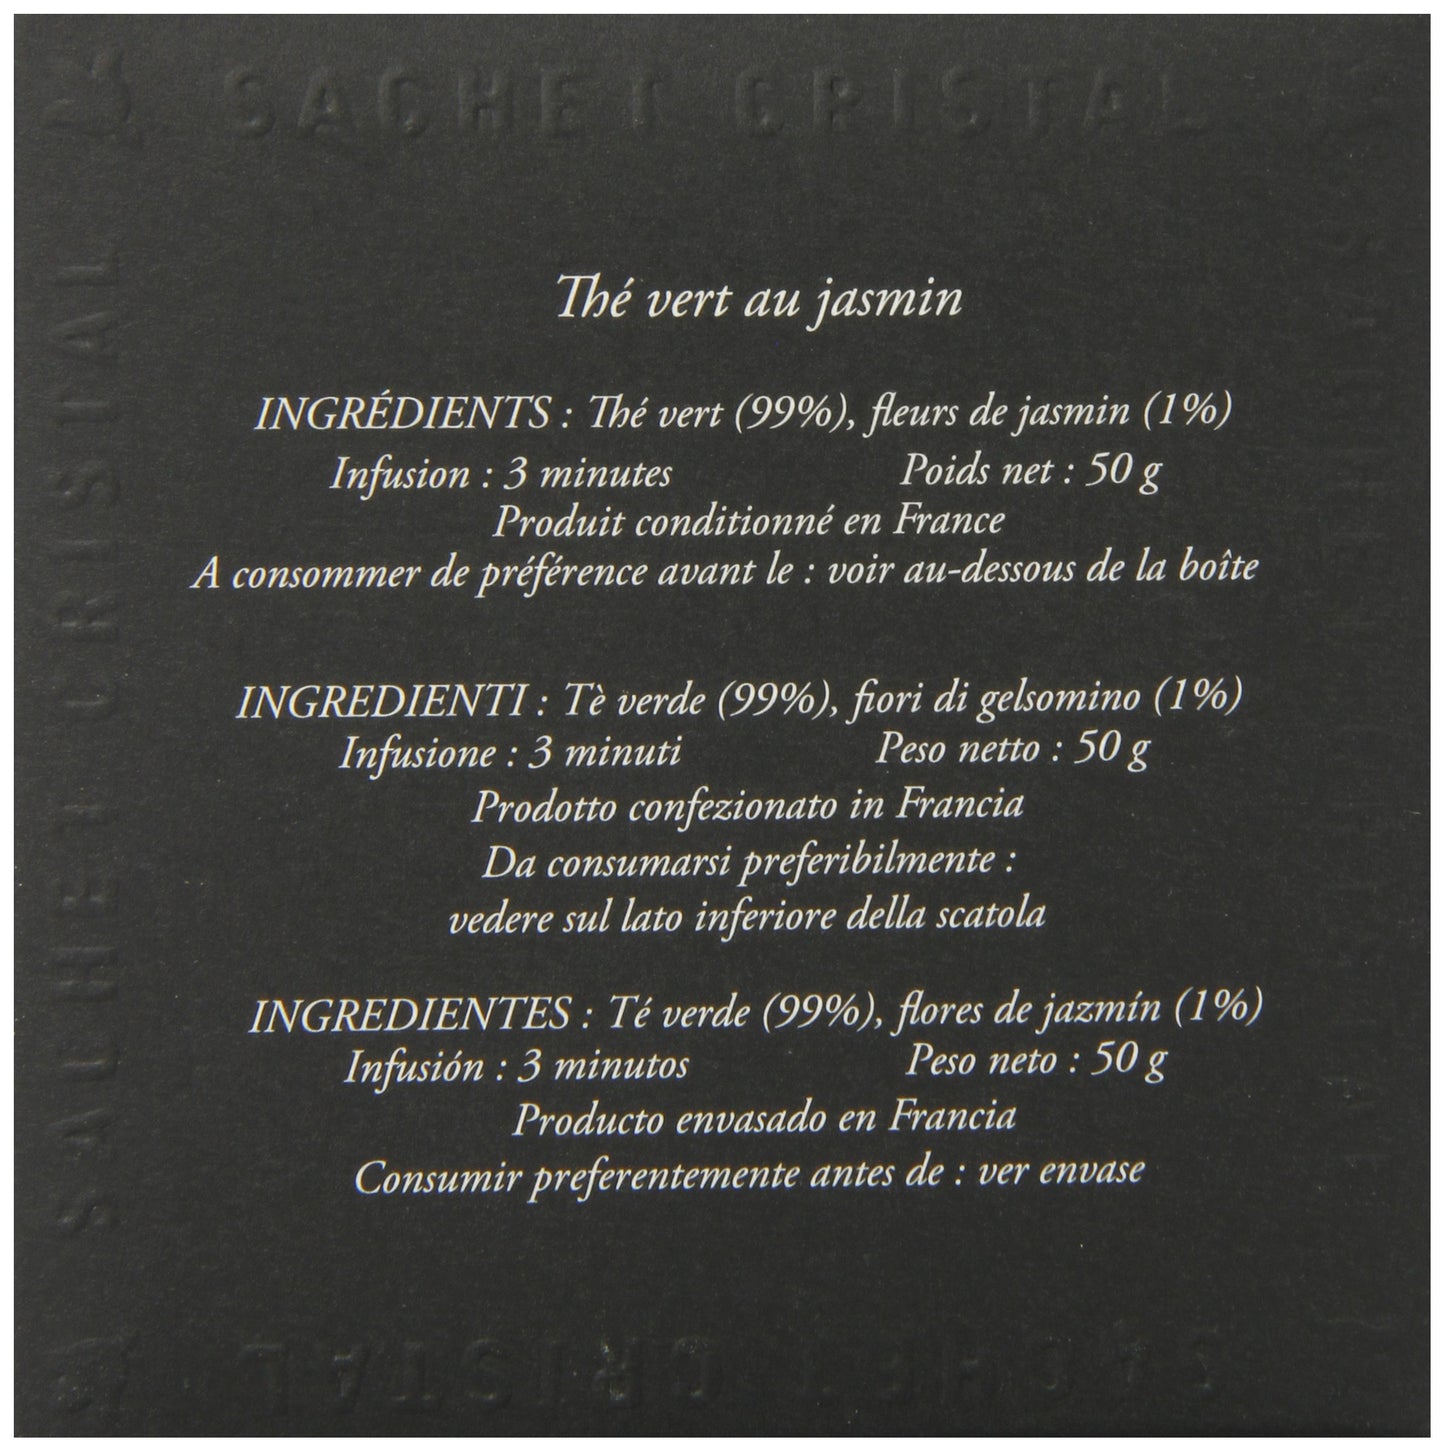 SACHET CRISTAL
SACHET CRISTAL
Thé vert au jasmin
INGRÉDIENTS : Thé vert (99%), fleurs de jasmin (1%)
Infusion : 3 minutes Poids net : 50 g
Produit conditionné en France
A consommer de préférence avant le : voir au-dessous de la boîte
INGREDIENTI : Tè verde (99%), fiori di gelsomino (1%)
Infusione : 3 minuti Peso netto : 50 g
Prodotto confezionato in Francia
Da consumarsi preferibilmente :
vedere sul lato inferiore della scatola
INGREDIENTES : Té verde (99%), flores de jazmín (1%)
Infusión : 3 minutos Peso neto : 50 g
Producto envasado en Francia
Consumir preferentemente antes de : ver envase
SACHET CRISTAL